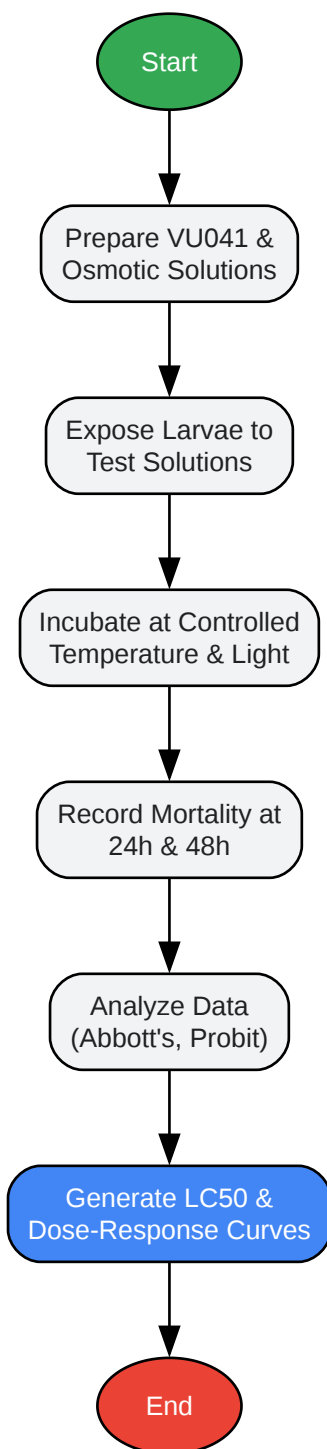 Start
Prepare VU041 &
Osmotic Solutions
Expose Larvae to
Test Solutions
Incubate at Controlled
Temperature & Light
Record Mortality at
24h & 48h
Analyze Data
(Abbott's, Probit)
Generate LC50 &
Dose-Response Curves
End